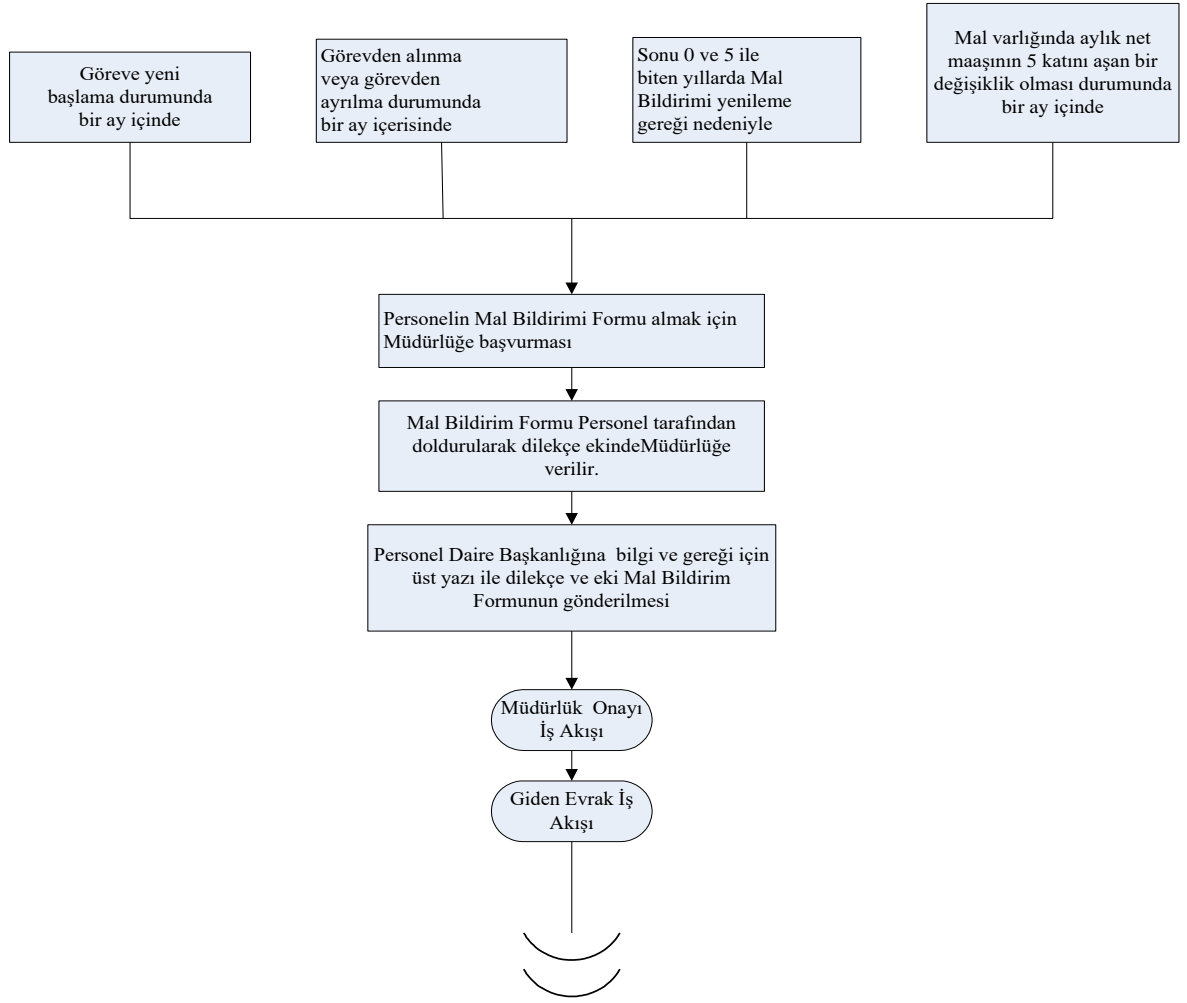 Göreve yeni
başlama durumunda
bir ay içinde
Görevden alınma
veya görevden
ayrılma durumunda
bir ay içerisinde
Sonu 0 ve 5 ile
biten yıllarda Mal
Bildirimi yenileme
gereği nedeniyle
Mal varlığında aylık net
maaşının 5 katını aşan bir
değişiklik olması durumunda
bir ay içinde
Personelin Mal Bildirimi Formu almak için
Müdürlüğe başvurması
Mal Bildirim Formu Personel tarafından
doldurularak dilekçe ekindeMüdürlüğe
verilir.
Personel Daire Başkanlığına bilgi ve gereği için
üst yazı ile dilekçe ve eki Mal Bildirim
Formunun gönderilmesi
Müdürlük Onayı
İş Akışı
Giden Evrak İş
Akışı